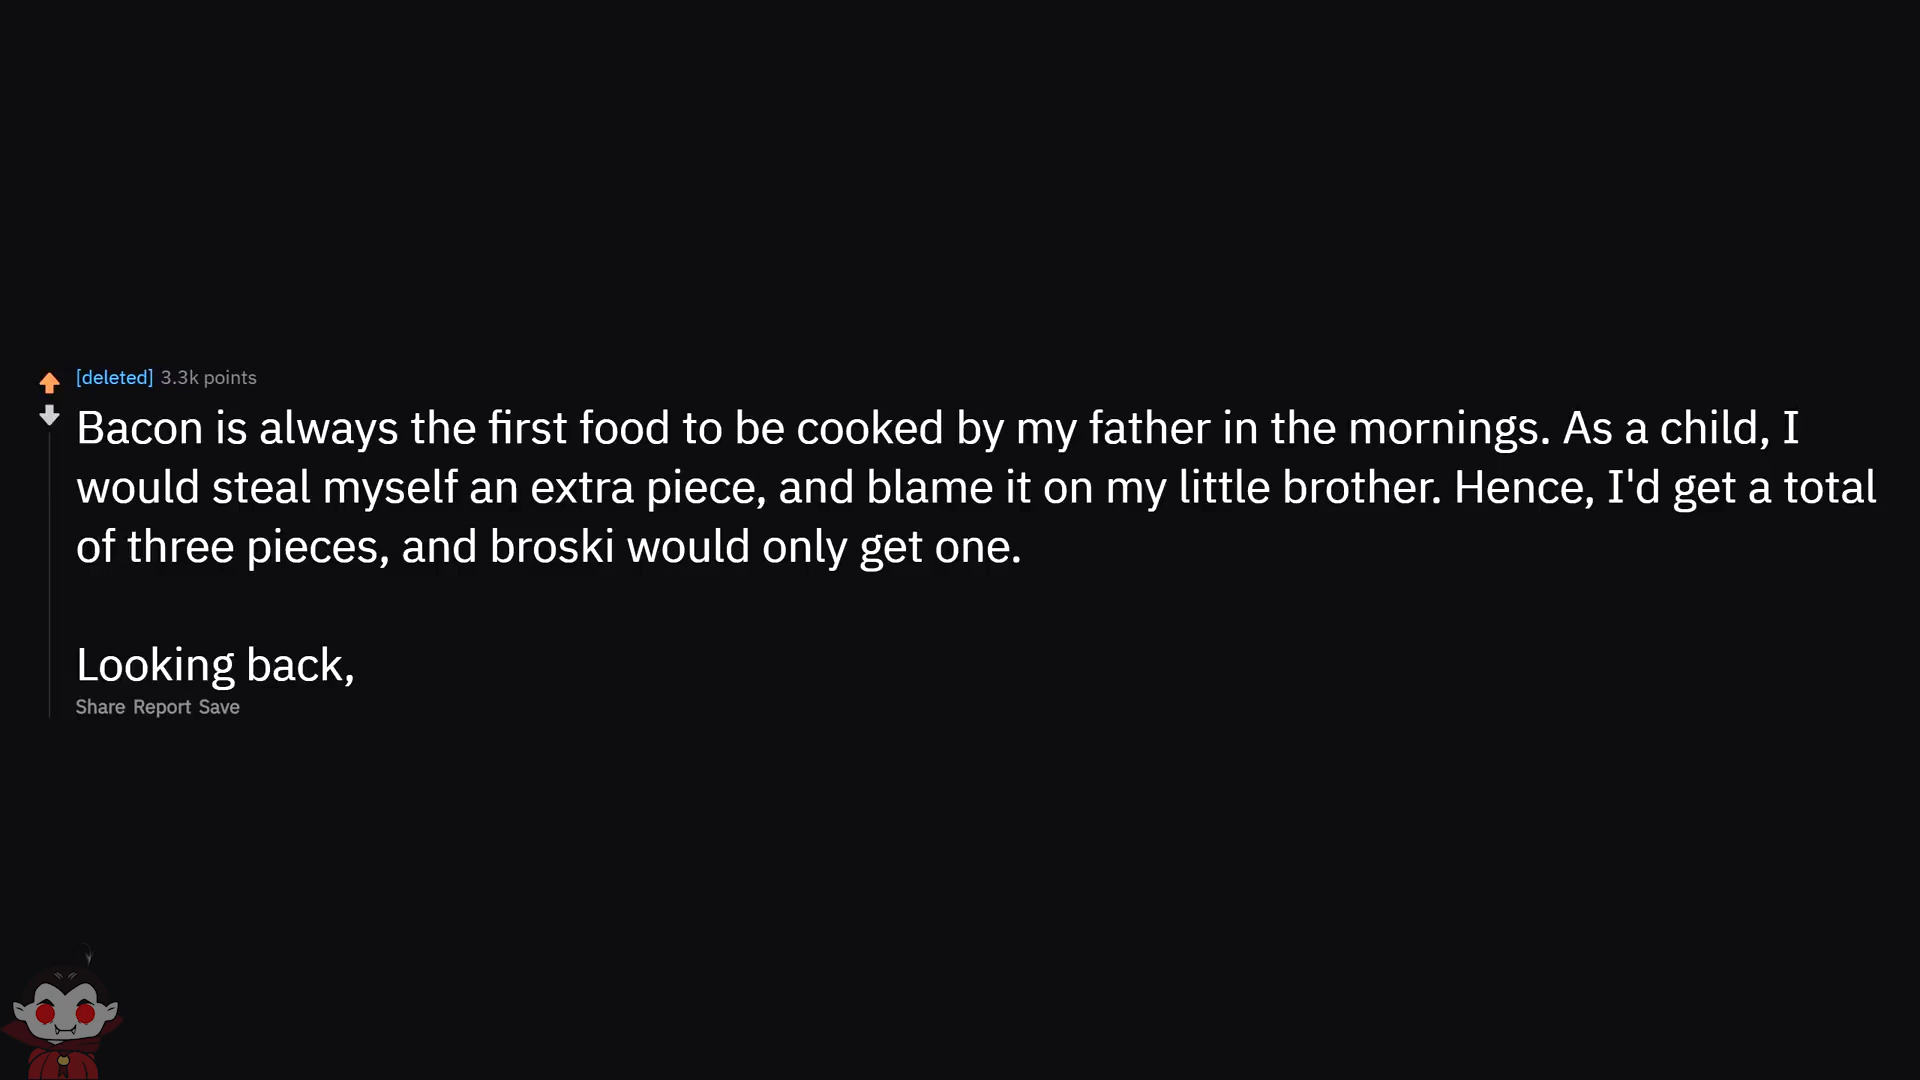 [deleted] 3.3k points
Bacon is always the first food to be cooked by my father in the mornings. As a child, I
would steal myself an extra piece, and blame it on my little brother. Hence, I'd get a total
of three pieces, and broski would only get one.
Looking back,
Share Report Save